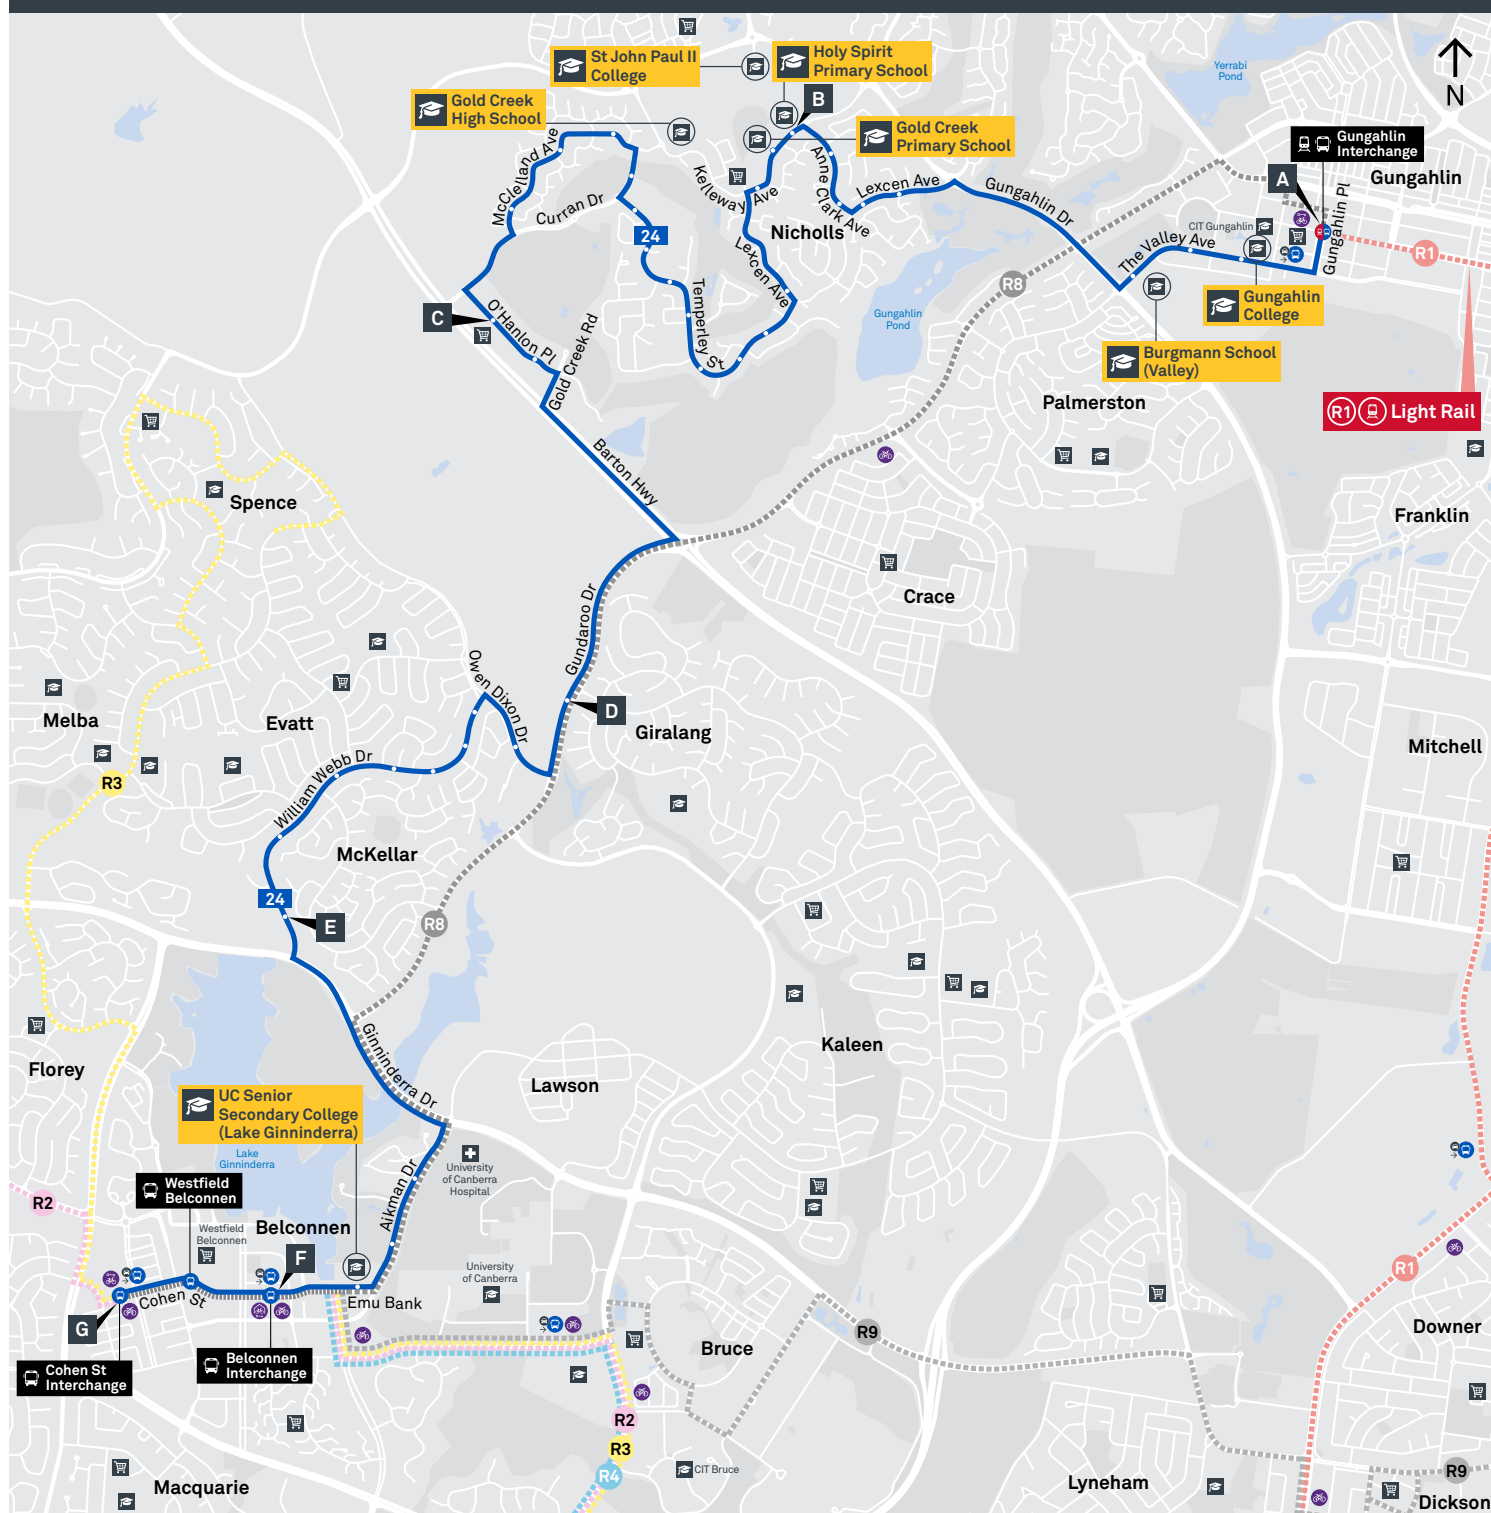 St John Paul II
College
Holy Spirit
Primary School
Gold Creek
High School
B
Gold Creek
Primary School
Yerrabi
Pond
N
Gungahlin
Interchange
Gungahlin
A
McClelland Ave
Curran Dr
24
Kelleway Ave
Nicholls
Anne Clark Ave
Lexcen Ave
Gungahlin Dr
Lexcen Ave
CIT Gungahlin
The Valley Ave
Gungahlin Pl
R1
R8
Gungahlin
College
C
O'Hanlon Pl
Gold Creek Rd
Temperley St
Gungahlin
Pond
Burgmann School
(Valley)
Palmerston
R1
Light Rail
Barton Hwy
Spence
Franklin
Crace
Gundaroo Dr
Owen Dixon Dr
D
Giralang
Melba
Evatt
Mitchell
William Webb Dr
R3
McKellar
24
E
R8
Kaleen
Florey
Ginninderra Dr
Lawson
UC Senior
Secondary College
(Lake Ginninderra)
Lake
Ginninderra
Aikman Dr
University
of Canberra
Hospital
R2
Westfield
Belconnen
Westfield
Belconnen
Belconnen
F
University
of Canberra
R1
Cohen St
Emu Bank
G
Cohen St
Interchange
Belconnen
Interchange
Bruce
R9
Downer
R2
R3
R4
CIT Bruce
Macquarie
Lyneham
R9
Dickson